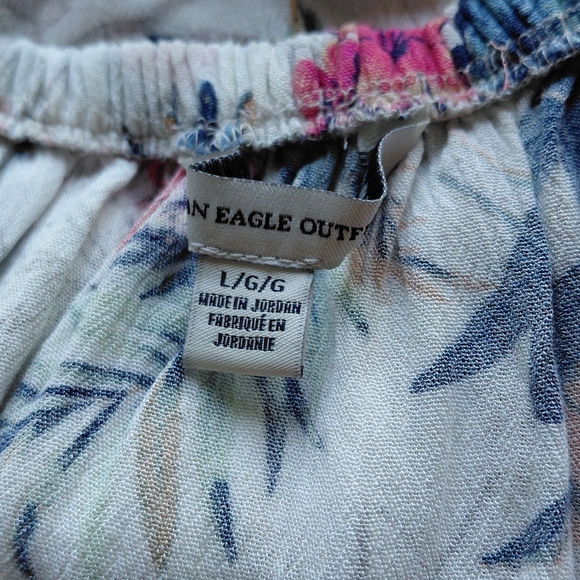 AN EAGLE OUTF
L/G/G
MADE IN JORDAN
FABRIQUÉ EN
JORDANIE